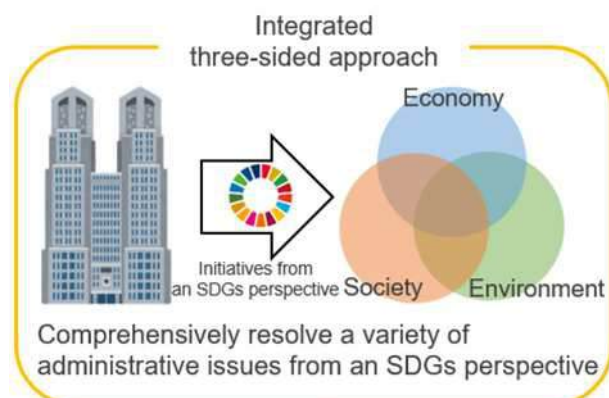 Integrated
three-sided approach
Economy
Initiatives from
an SDGs perspective
Society
Environment
Comprehensively resolve a variety of
administrative issues from an SDGs perspective